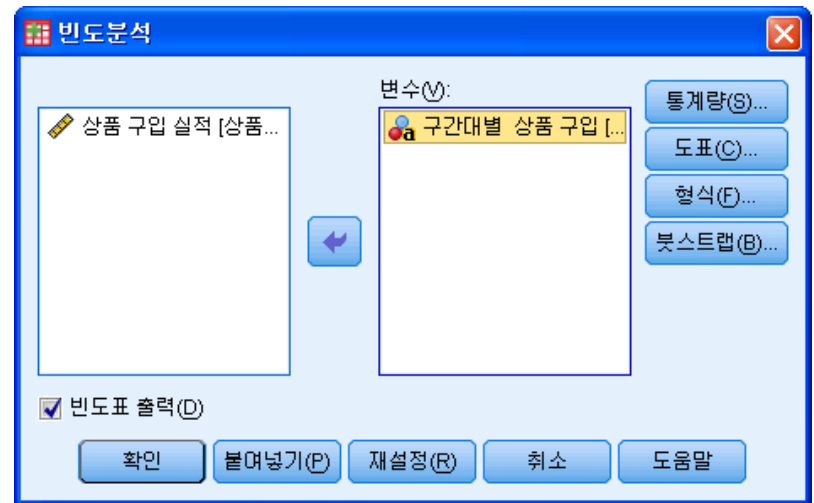 빈도분석
변수(V):
상품 구입 실적 [상품...
구간대별 상품 구입 [...
통계량(S)...
도표(C)...
형식(F)...
붓스트랩(B)...
빈도표 출력(D)
확인
붙여넣기(P)
재설정(R)
취소
도움말